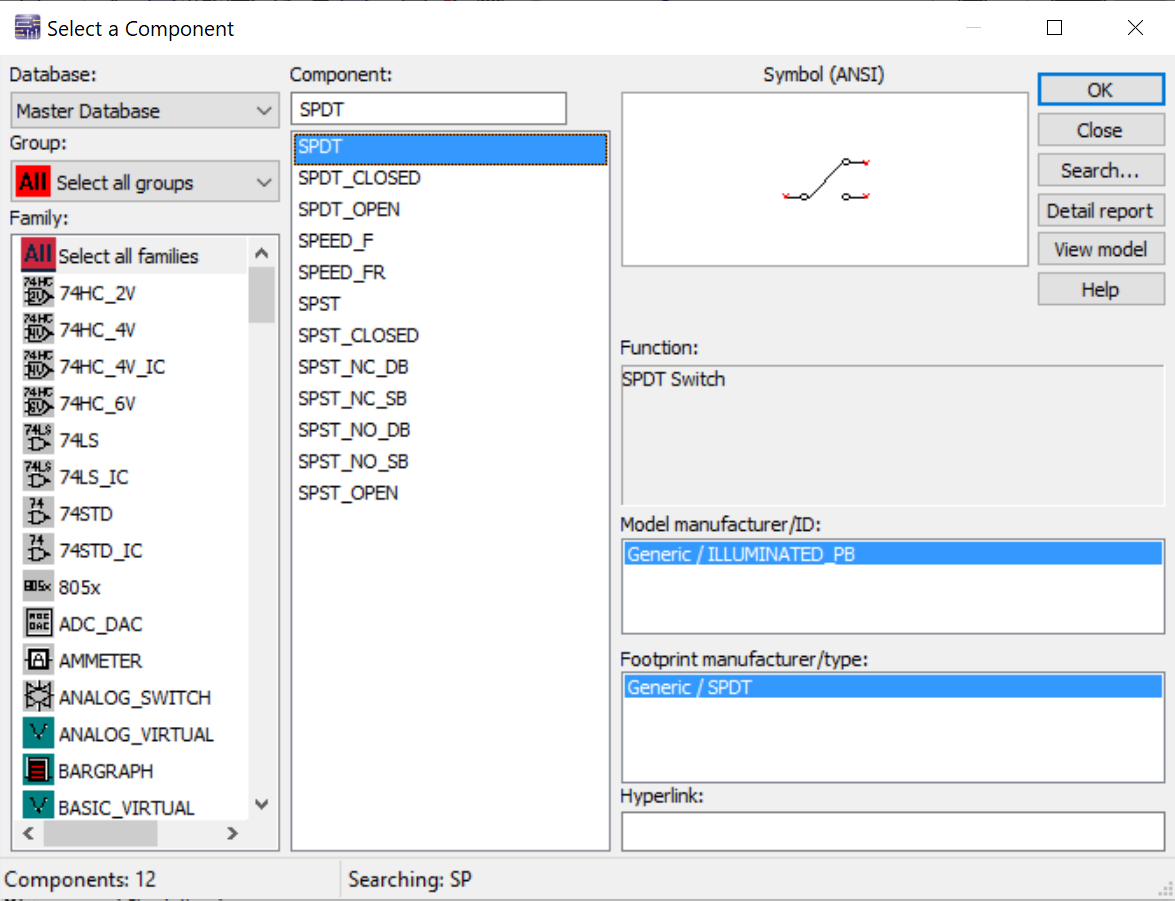 Select a Component
Database:
Master Database
Group:
All Select all groups
Family:
All Select all families
74HC_2V
74HC_4V
74HC_4V_IC
74HC_6V
74LS
74LS_IC
74STD
74STD_IC
805x
ADC_DAC
AMMETER
ANALOG_SWITCH
ANALOG_VIRTUAL
BARGRAPH
BASIC_VIRTUAL
Component:
SPDT
SPDT
SPDT_CLOSED
SPDT_OPEN
SPEED_F
SPEED_FR
SPST
SPST_CLOSED
SPST_NC_DB
SPST_NC_SB
SPST_NO_DB
SPST_NO_SB
SPST_OPEN
Symbol (ANSI)
Function:
SPDT Switch
Model manufacturer/ID:
Generic / ILLUMINATED_PB
Footprint manufacturer/type:
Generic / SPDT
Hyperlink:
OK
Close
Search...
Detail report
View model
Help
Components: 12
Searching: SP